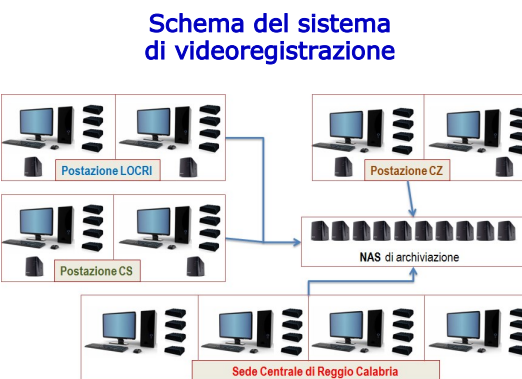 Schema del sistema
di videoregistrazione
Postazione LOCRI
Postazione CZ
Postazione CS
NAS di archiviazione
Sede Centrale di Reggio Calabria